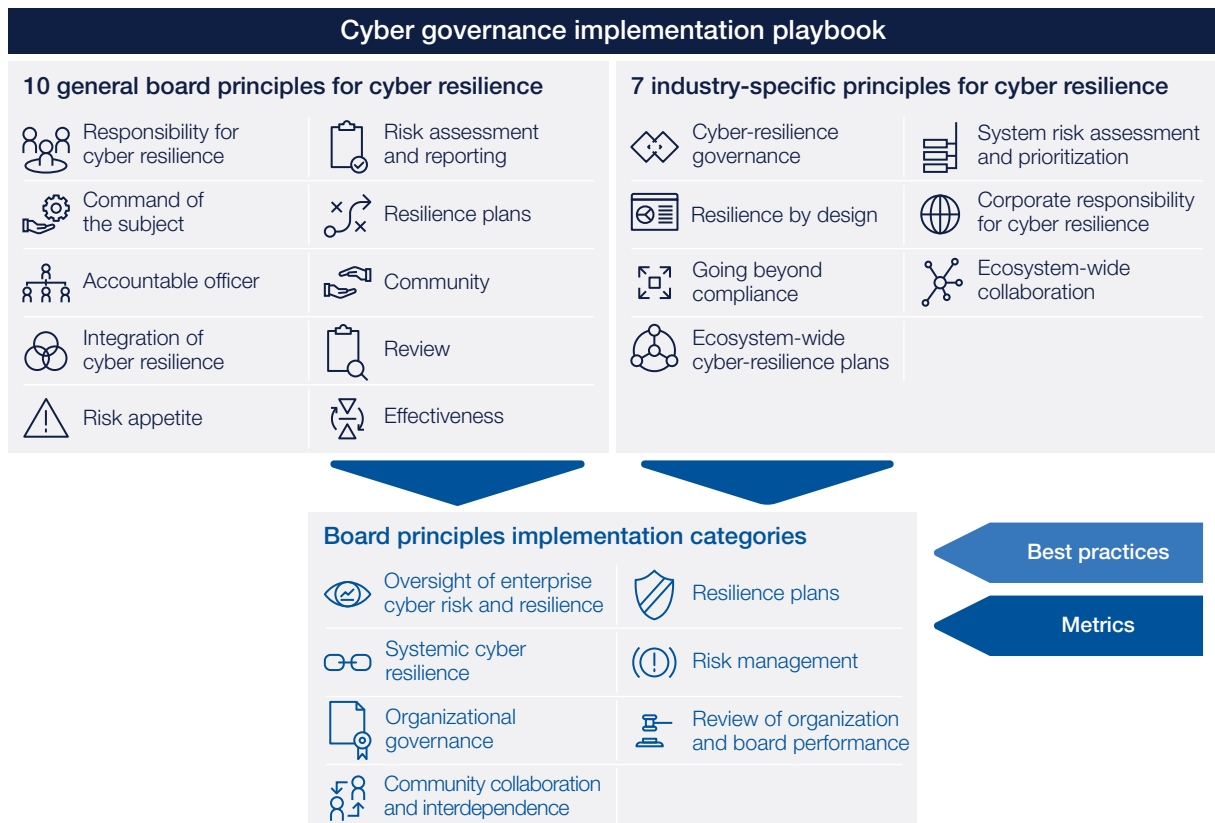 Cyber governance implementation playbook
10 general board principles for cyber resilience
Responsibility for
cyber resilience
Command of
the subject
Accountable officer
Integration of
cyber resilience
Risk appetite
Risk assessment
and reporting
Resilience plans
Community
Review
Effectiveness
7 industry-specific principles for cyber resilience
Cyber-resilience
governance
Resilience by design
Going beyond
compliance
Ecosystem-wide
cyber-resilience plans
System risk assessment
and prioritization
Corporate responsibility
for cyber resilience
Ecosystem-wide
collaboration
Board principles implementation categories
Oversight of enterprise
cyber risk and resilience
Systemic cyber
resilience
Organizational
governance
Community collaboration
and interdependence
Resilience plans
Risk management
Review of organization
and board performance
Best practices
Metrics